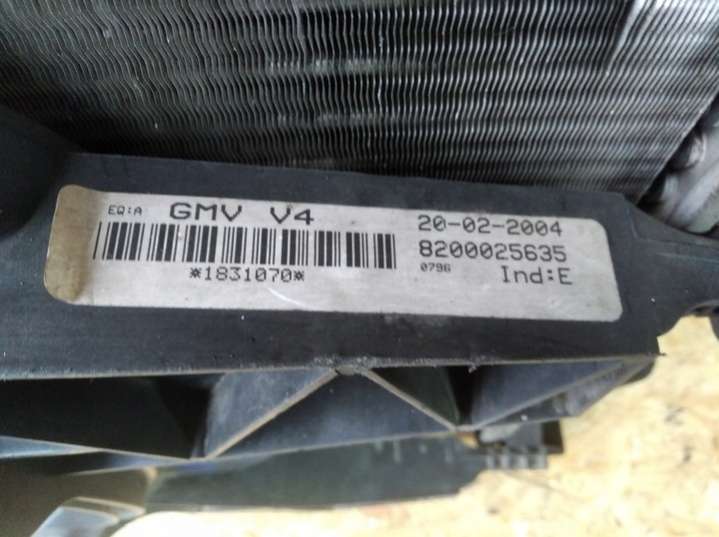 EQ:A GMV V4
20-02-2004
8200025635
*1831070*
0796 Ind:E